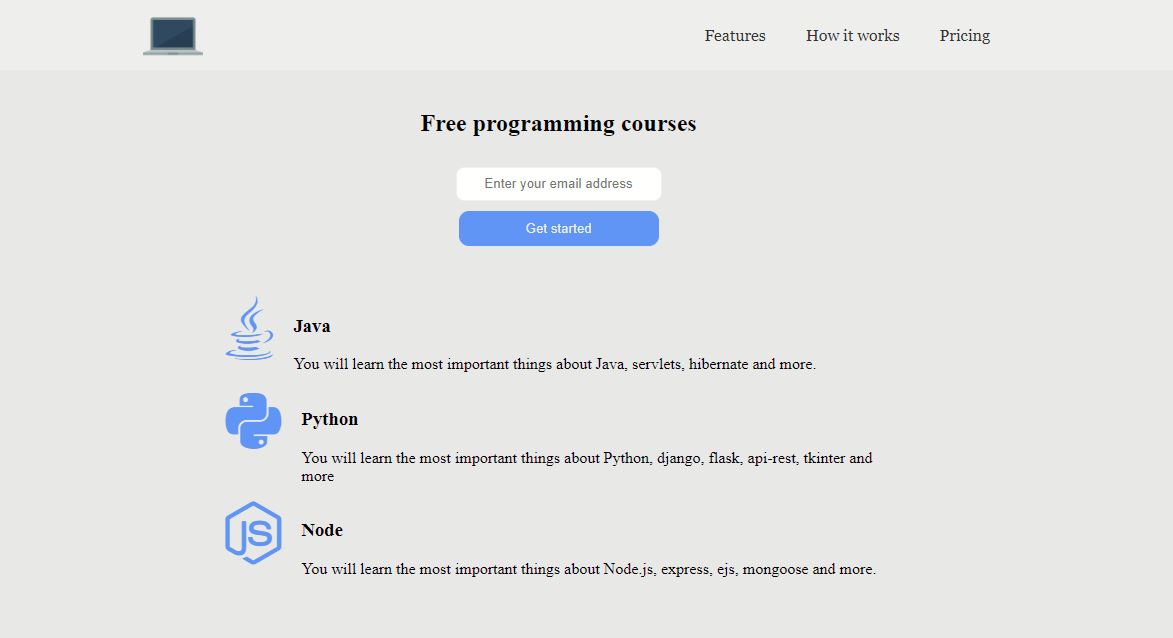 Features How it works Pricing
Free programming courses
Enter your email address
Get started
Java
You will learn the most important things about Java, servlets, hibernate and more.
Python
You will learn the most important things about Python, django, flask, api-rest, tkinter and
more
JS
Node
You will learn the most important things about Node.js, express, ejs, mongoose and more.